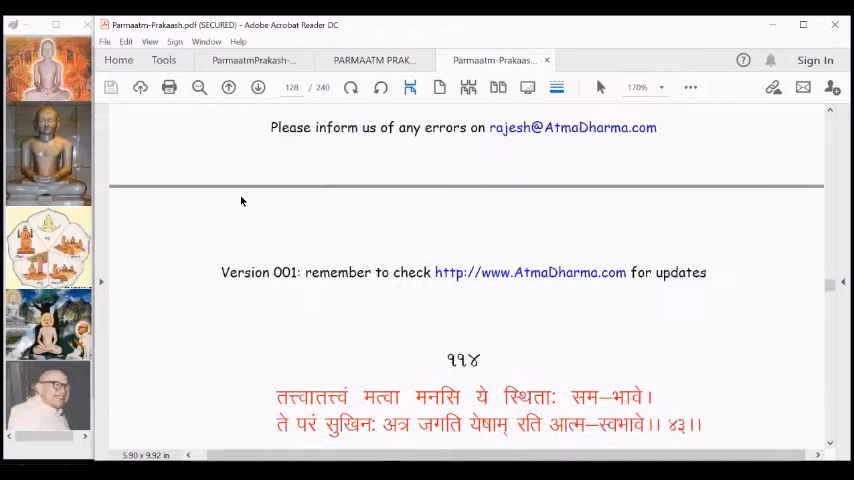 Parmaatm-Prakaash.pdf (SECURED) - Adobe Acrobat Reader DC
File Edit View Sign Window Help
Home Tools ParmaatmPrakash-... PARMAATM PRAK... Parmaatm-Prakaas... × Sign In
128 / 240 170%
Please inform us of any errors on rajesh@AtmaDharma.com
Version 001: remember to check http://www.AtmaDharma.com for updates
११४
तत्त्वातत्त्वं मत्वा मनसि ये स्थिताः सम-भावे।
ते परं सुखिनः अत्र जगति येषाम् रति आत्म-स्वभावे।। ४३।।
5.90 x 9.92 in